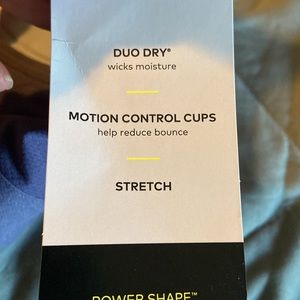 DUO DRY®
wicks moisture
MOTION CONTROL CUPS
help reduce bounce
STRETCH
POWER SHAPE™